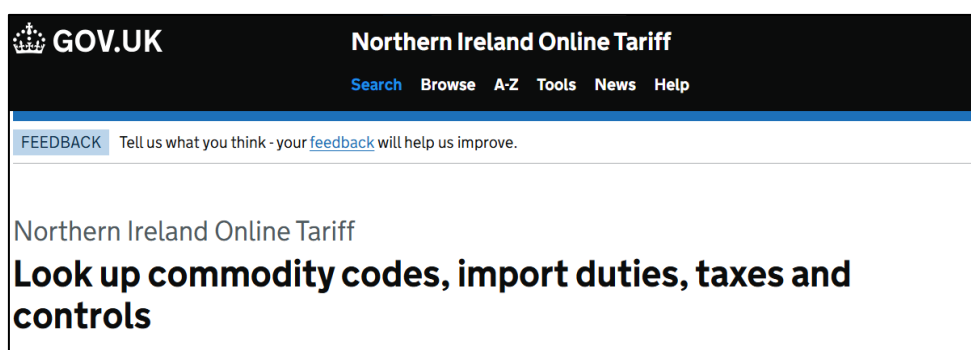 GOV.UK
Northern Ireland Online Tariff
Search Browse A-Z Tools News Help
FEEDBACK Tell us what you think - your feedback will help us improve.
Northern Ireland Online Tariff
Look up commodity codes, import duties, taxes and
controls